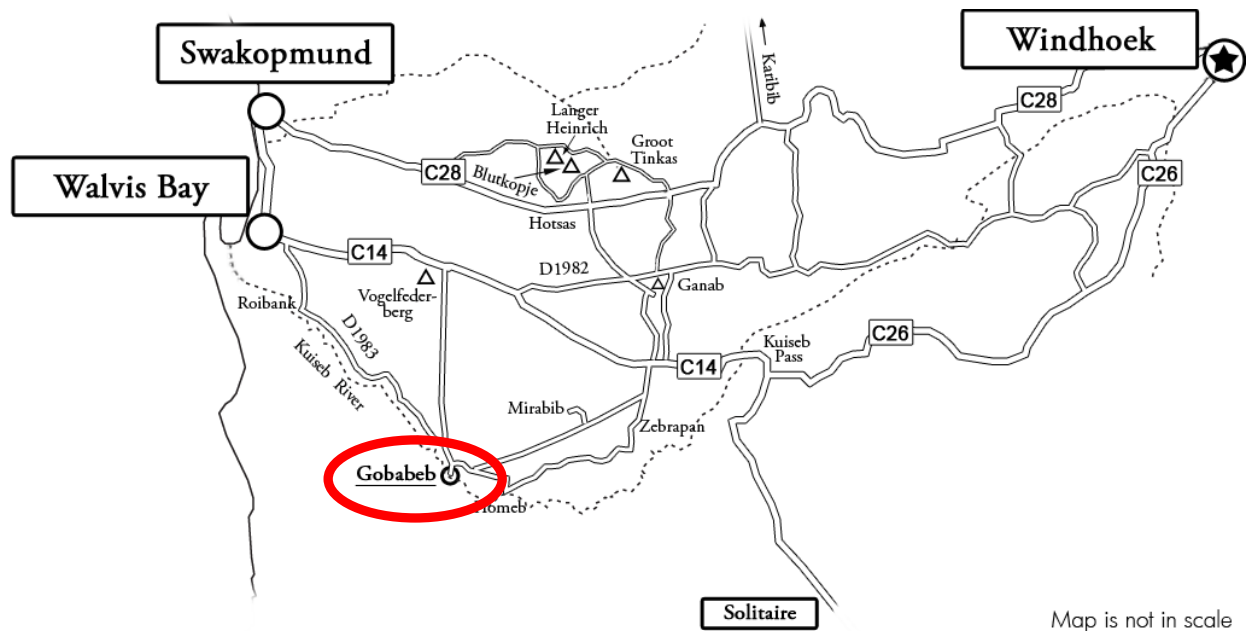 Swakopmund
Windhoek
Karibib
C28
Langer
Heinrich
Groot
Tinkas
Walvis Bay
C28
Blutkopje
C26
Hotsas
C14
D1982
Roibank
Vogelfeder-
berg
Ganab
D1983
Kuiseb River
C26
Kuiseb
Pass
C14
Mirabib
Zebrapan
Gobabeb
Homeb
Solitaire
Map is not in scale